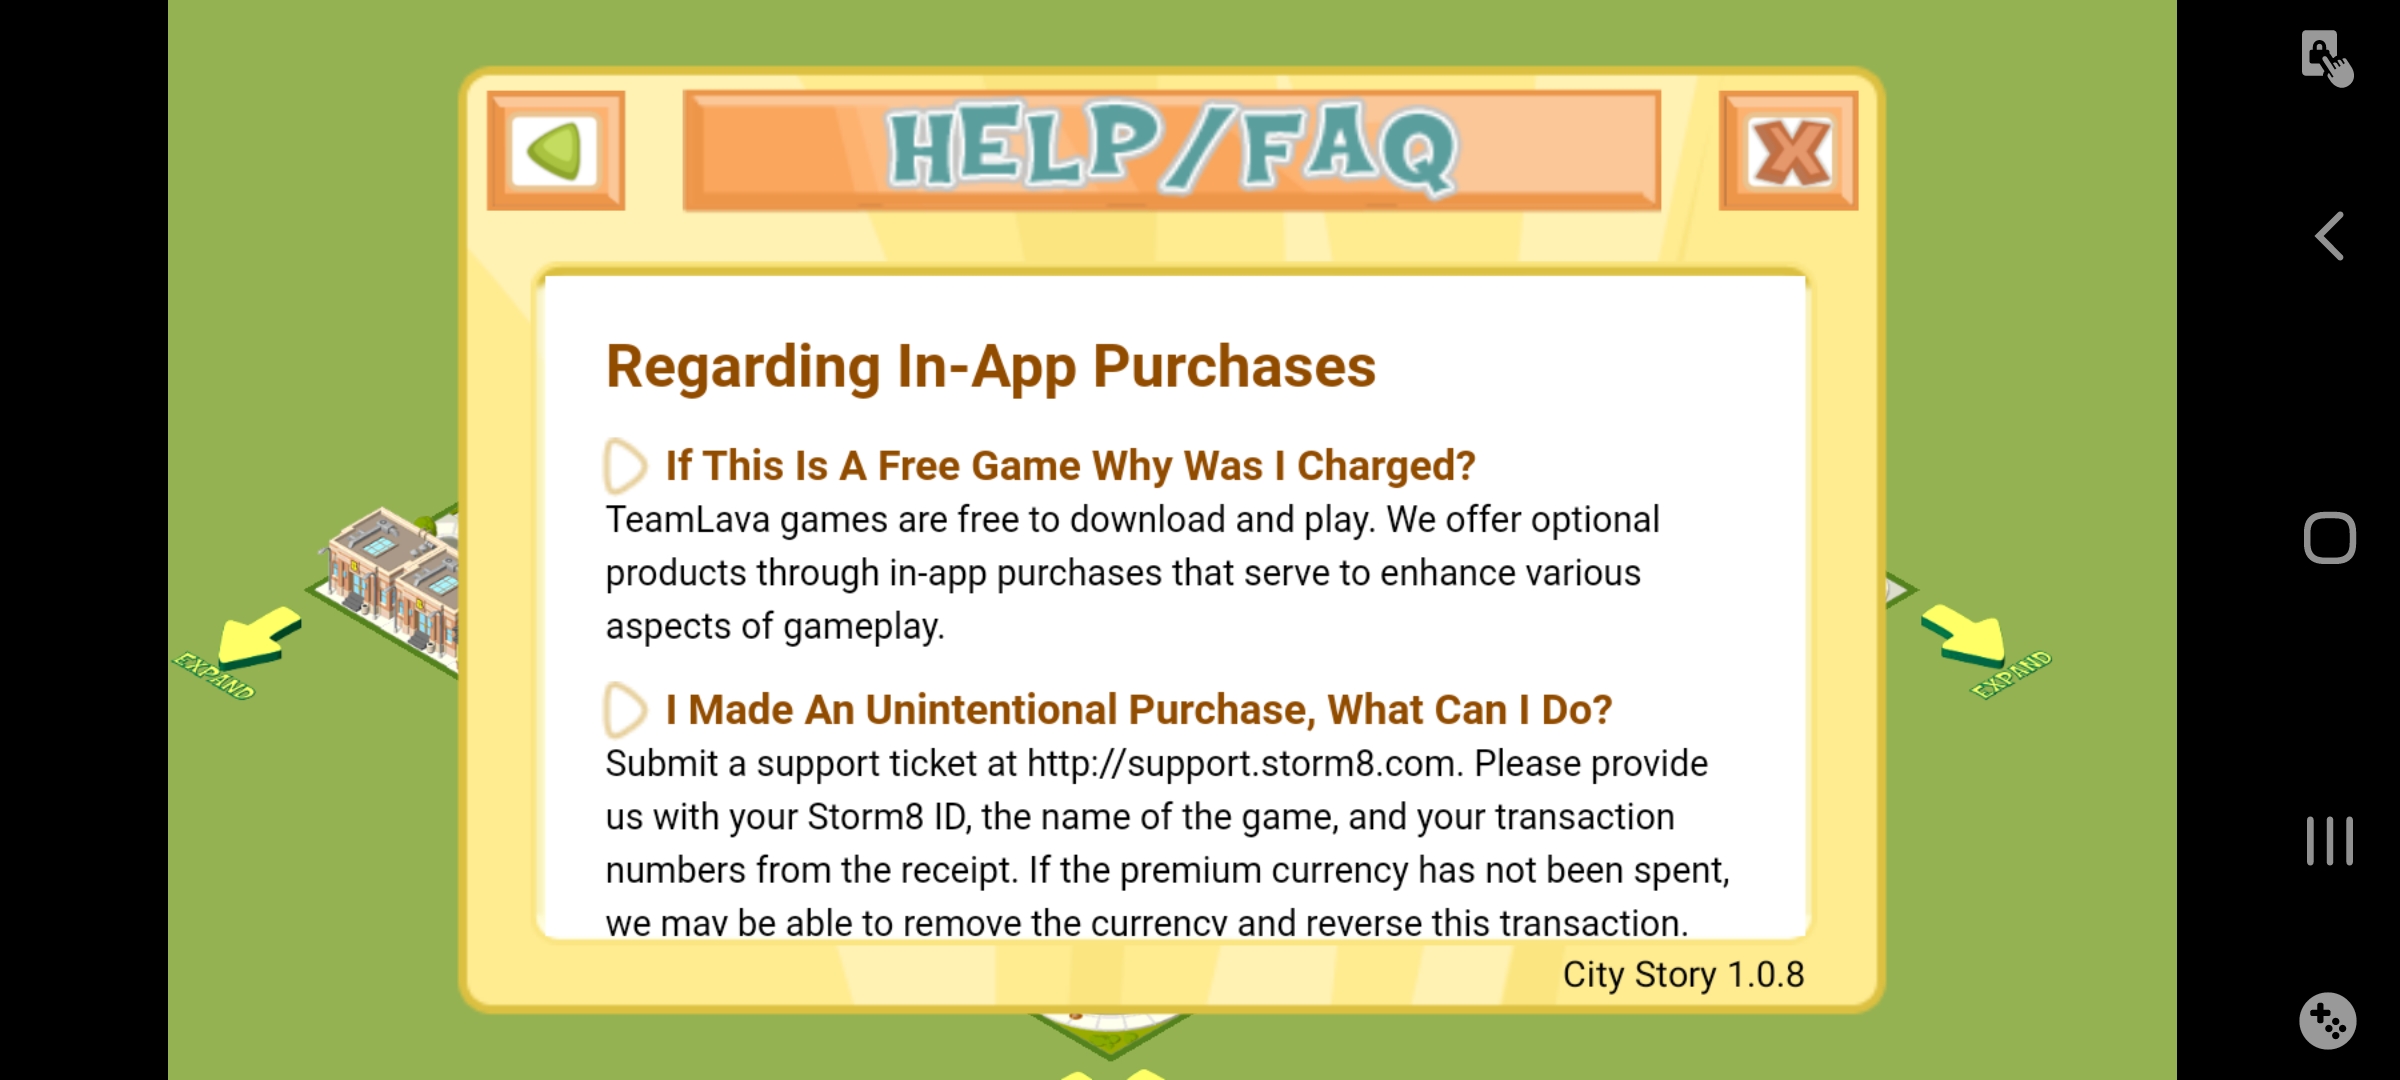 HELP/FAQ
Regarding In-App Purchases
If This Is A Free Game Why Was I Charged?
TeamLava games are free to download and play. We offer optional
products through in-app purchases that serve to enhance various
aspects of gameplay.
I Made An Unintentional Purchase, What Can I Do?
Submit a support ticket at http://support.storm8.com. Please provide
us with your Storm8 ID, the name of the game, and your transaction
numbers from the receipt. If the premium currency has not been spent,
we may be able to remove the currency and reverse this transaction.
City Story 1.0.8
EXPAND
EXPAND